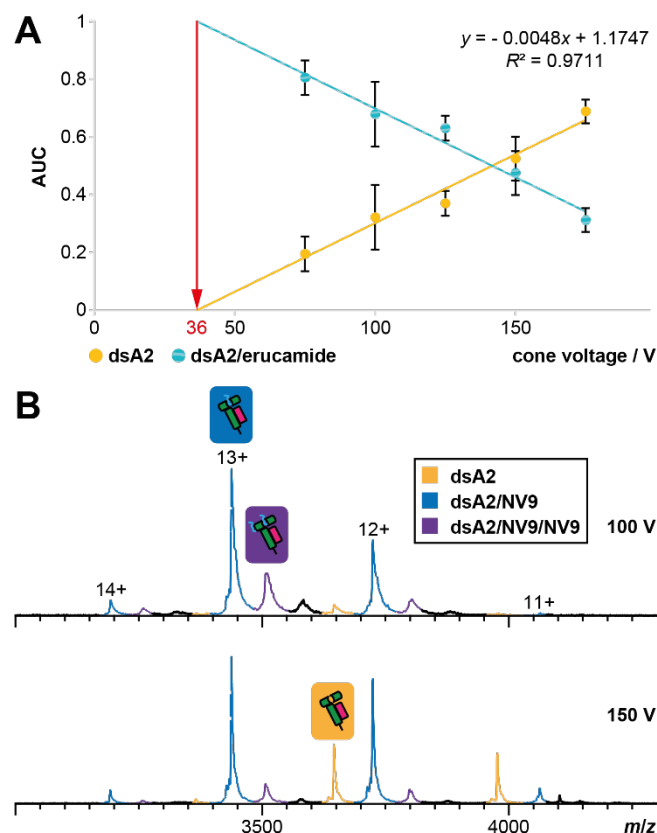 A
y = - 0.0048x + 1.1747
R² = 0.9711
1
0.8
0.6
0.4
0.2
0
AUC
0 36 50 100 150
dsA2 dsA2/erucamide cone voltage / V
B
13+
14+
12+
11+
dsA2
dsA2/NV9
dsA2/NV9/NV9
100 V
150 V
3500 4000 m/z